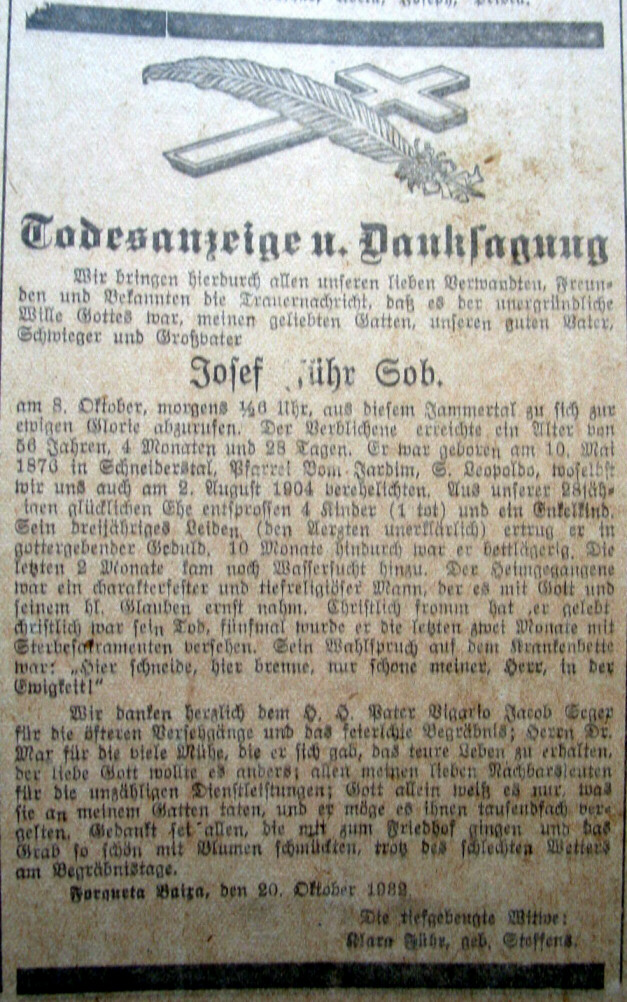 Todesanzeige u. Danksagung
Wir bringen hierdurch allen unseren lieben Verwandten, Freun-
den und Bekannten die Trauernachricht, daß es der unergründliche
Wille Gottes war, meinen geliebten Gatten, unseren guten Vater,
Schwieger und Großvater
Josef Führ Sob.
am 8. Oktober, morgens ½6 Uhr, aus diesem Jammertal zu sich zur
ewigen Glorie abzurufen. Der Verblichene erreichte ein Alter von
56 Jahren, 4 Monaten und 28 Tagen. Er war geboren am 10. Mai
1876 in Schneiderstal, Pfarrei Bom Jardim, S. Leopoldo, woselbst
wir uns auch am 2. August 1904 verehelichten. Aus unserer 28jäh-
rigen glücklichen Ehe entsprossen 4 Kinder (1 tot) und ein Enkelkind.
Sein dreijähriges Leiden (den Aerzten unerklärlich) ertrug er in
gottergebender Geduld. 10 Monate hindurch war er bettlägerig. Die
letzten 2 Monate kam noch Wassersucht hinzu. Der Heimgegangene
war ein charakterfester und tiefreligiöser Mann, der es mit Gott und
seinem hl. Glauben ernst nahm. Christlich fromm hat er gelebt
christlich war sein Tod, fünfmal wurde er die letzten zwei Monate mit
Sterbesakramenten versehen. Sein Wahlspruch auf dem Krankenbette
war: „Hier schneide, hier brenne, nur schone meiner, Herr, in der
Ewigkeit!“
Wir danken herzlich dem H. H. Pater Vigario Jacob Seger
für die öfteren Versehgänge und das feierliche Begräbnis; Herrn Dr.
Mar für die viele Mühe, die er sich gab, das teure Leben zu erhalten,
der liebe Gott wollte es anders; allen meinen lieben Nachbarsleuten
für die unzähligen Dienstleistungen; Gott allein weiß es nur, was
sie an meinem Gatten taten, und er möge es ihnen tausendfach ver-
gelten. Gedankt sei allen, die mit zum Friedhof gingen und das
Grab so schön mit Blumen schmückten, trotz des schlechten Wetters
am Begräbnistage.
Forqueta Baixa, den 20. Oktober 1932
Die tiefgebeugte Witwe:
Klara Führ, geb. Steffens.